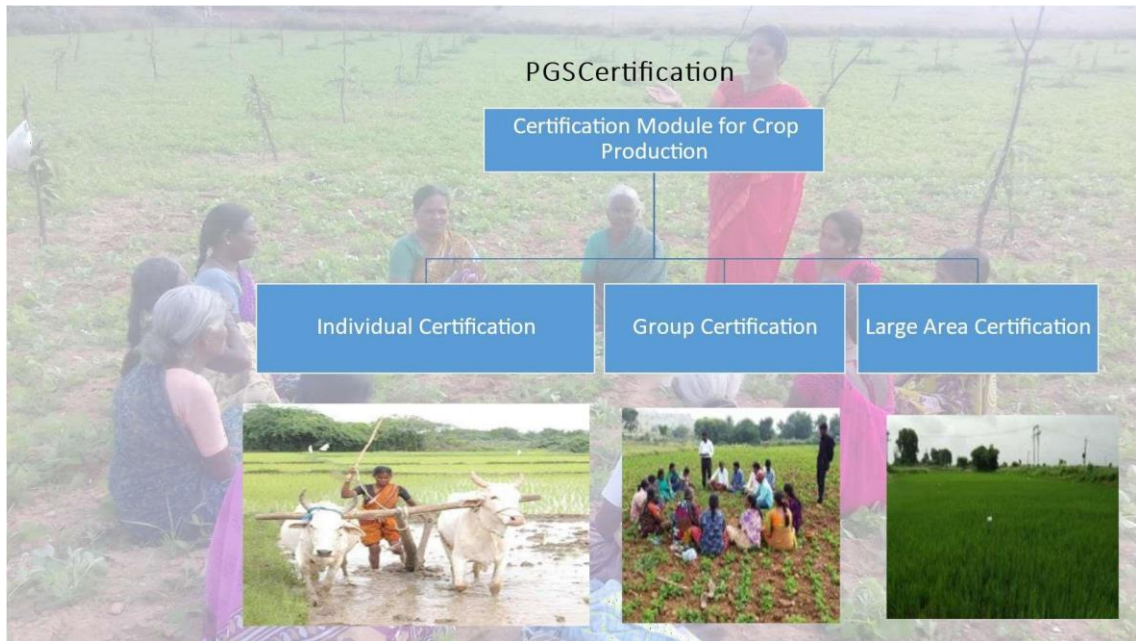 PGSCertification
Certification Module for Crop
Production
Individual Certification
Group Certification
Large Area Certification